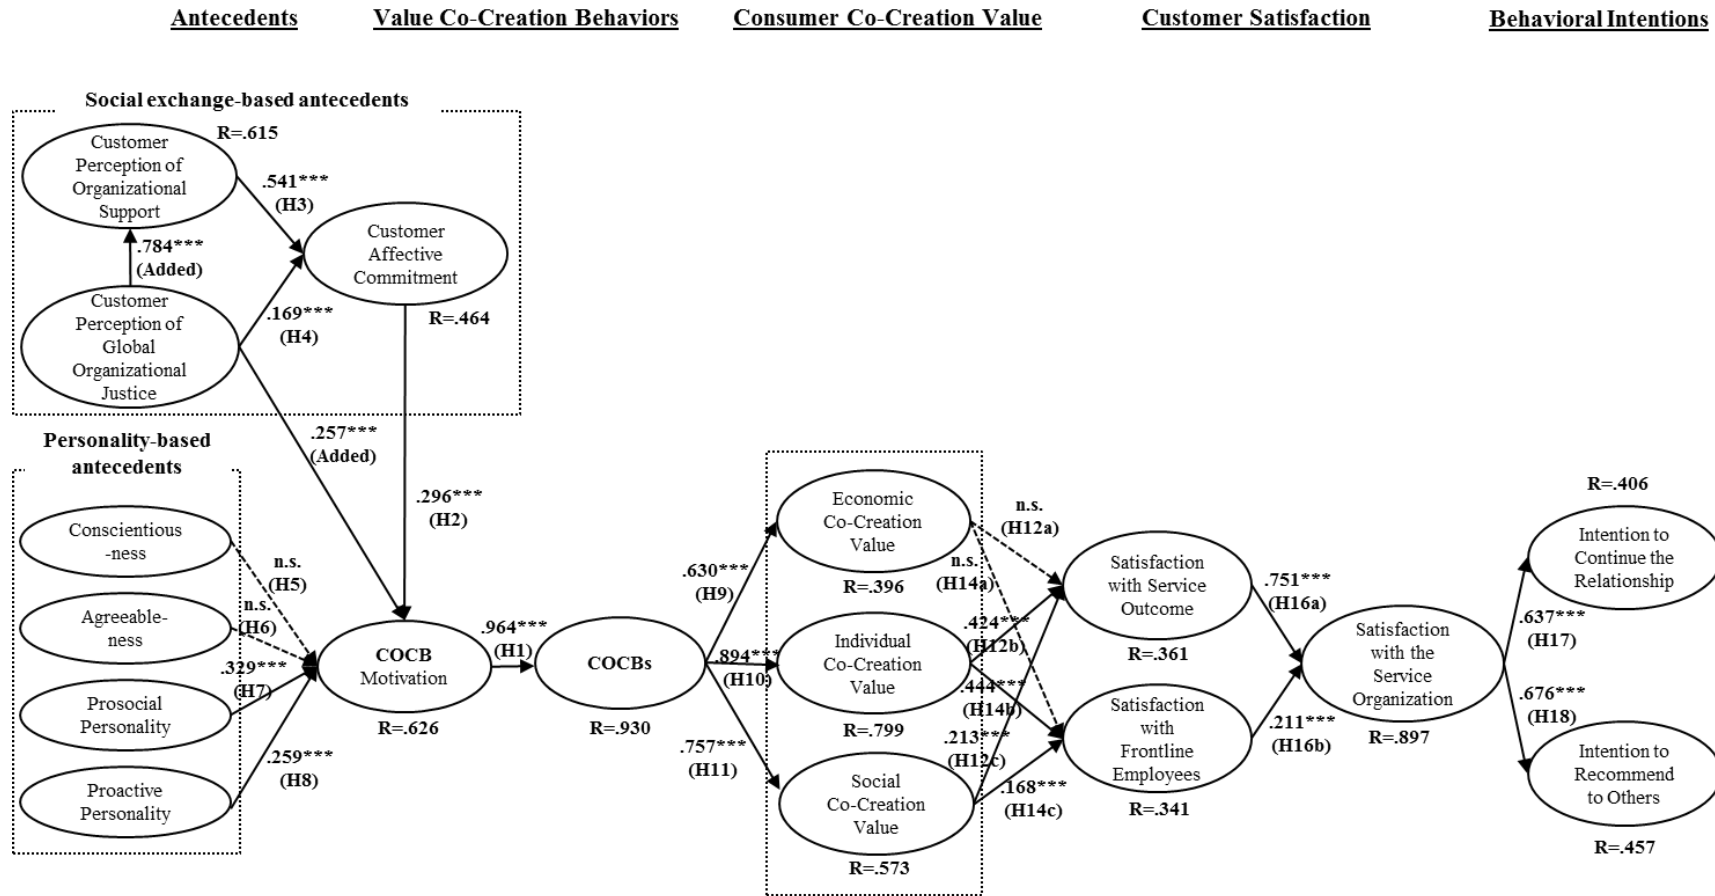 Antecedents
Value Co-Creation Behaviors
Consumer Co-Creation Value
Customer Satisfaction
Behavioral Intentions
Social exchange-based antecedents
Customer
Perception of
Organizational
Support
R=.615
.541***
(H3)
Customer
Affective
Commitment
R=.464
.784***
(Added)
Customer
Perception of
Global
Organizational
Justice
.169***
(H4)
.257***
(Added)
.296***
(H2)
Personality-based
antecedents
Conscientious
-ness
n.s.
(H5)
Agreeable-
ness
n.s.
(H6)
Prosocial
Personality
.329***
(H7)
Proactive
Personality
.259***
(H8)
COCB
Motivation
R=.626
.964***
(H1)
COCBs
R=.930
.630***
(H9)
.894***
(H10)
.757***
(H11)
Economic
Co-Creation
Value
R=.396
Individual
Co-Creation
Value
R=.799
Social
Co-Creation
Value
R=.573
n.s.
(H12a)
n.s.
(H14a)
.424***
(H12b)
.444***
(H14b)
.213***
(H12c)
.168***
(H14c)
Satisfaction
with Service
Outcome
R=.361
Satisfaction
with
Frontline
Employees
R=.341
.751***
(H16a)
.211***
(H16b)
Satisfaction
with the
Service
Organization
R=.897
.637***
(H17)
.676***
(H18)
R=.406
Intention to
Continue the
Relationship
Intention to
Recommend
to Others
R=.457